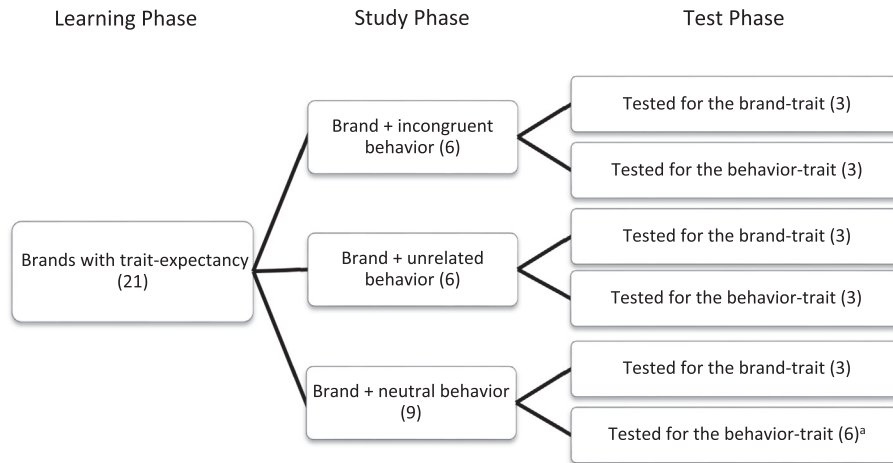 Learning Phase
Study Phase
Test Phase
Brands with trait-expectancy
(21)
Brand + incongruent
behavior (6)
Brand + unrelated
behavior (6)
Brand + neutral behavior
(9)
Tested for the brand-trait (3)
Tested for the behavior-trait (3)
Tested for the brand-trait (3)
Tested for the behavior-trait (3)
Tested for the brand-trait (3)
Tested for the behavior-trait (6)ᵃ